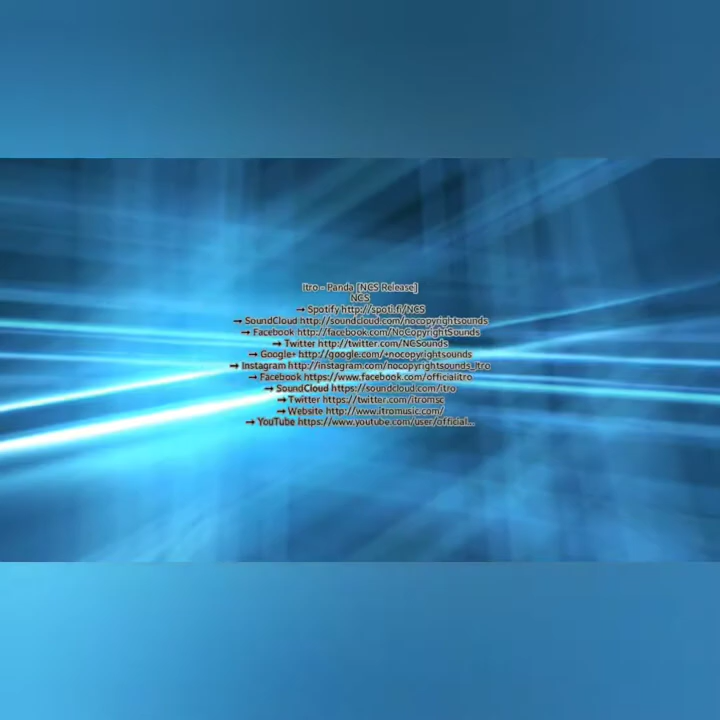 Itro - Panda [NCS Release]
NCS
→ Spotify http://spoti.fi/NCS
→ SoundCloud http://soundcloud.com/nocopyrightsounds
→ Facebook http://facebook.com/NoCopyrightSounds
→ Twitter http://twitter.com/NCSounds
→ Google+ http://google.com/+nocopyrightsounds
→ Instagram http://instagram.com/nocopyrightsounds_Itro
→ Facebook https://www.facebook.com/officialitro
→ SoundCloud https://soundcloud.com/itro
→ Twitter https://twitter.com/itromsc
→ Website http://www.itromusic.com/
→ YouTube https://www.youtube.com/user/official...